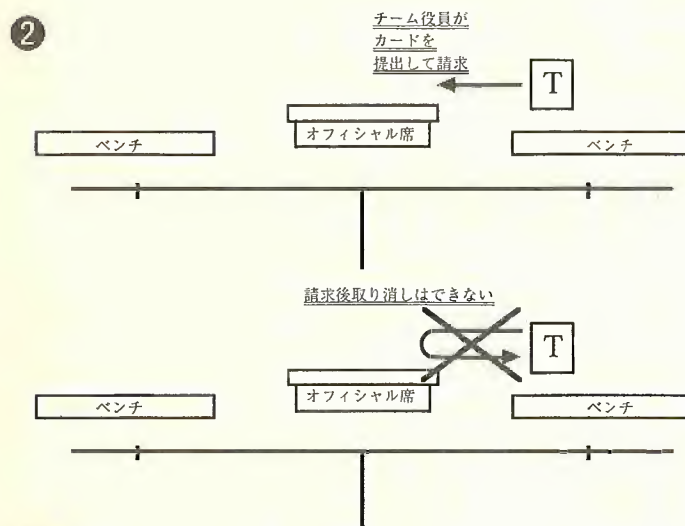 2
チーム役員が
カードを
提出して請求
T
オフィシャル席
ベンチ
ベンチ
請求後取り消しはできない
T
オフィシャル席
ベンチ
ベンチ